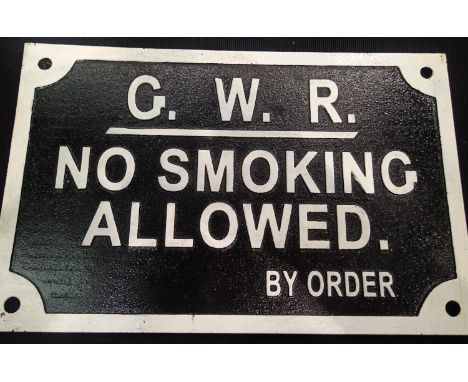 G. W. R.
NO SMOKING
ALLOWED.
BY ORDER